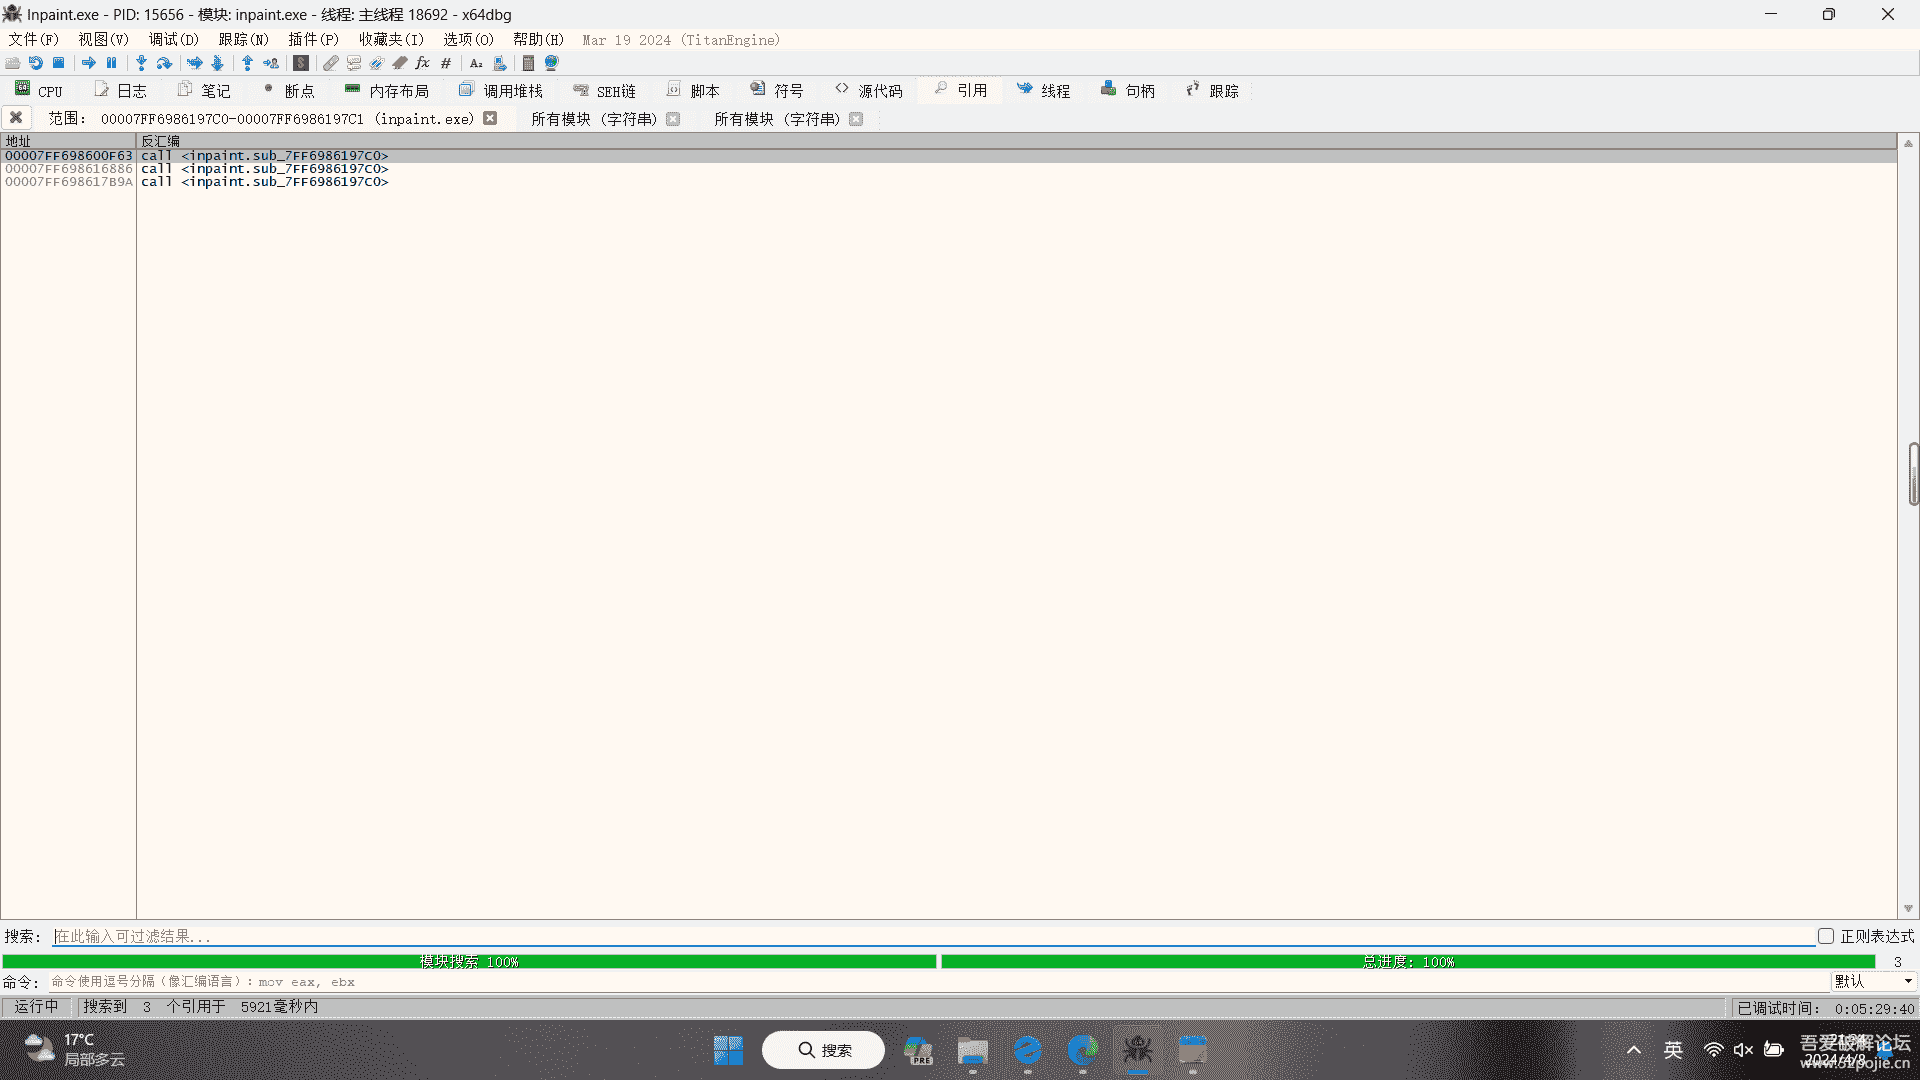 Inpaint.exe - PID: 15656 - 模块: inpaint.exe - 线程: 主线程 18692 - x64dbg
文件(F) 视图(V) 调试(D) 跟踪(N) 插件(P) 收藏夹(I) 选项(O) 帮助(H) Mar 19 2024 (TitanEngine)
CPU 日志 笔记 断点 内存布局 调用堆栈 SEH链 脚本 符号 源代码 引用 线程 句柄 跟踪
范围: 00007FF6986197C0-00007FF6986197C1 (inpaint.exe) 所有模块 (字符串) 所有模块 (字符串)
地址 反汇编
00007FF698600F63 call <inpaint.sub_7FF6986197C0>
00007FF698616886 call <inpaint.sub_7FF6986197C0>
00007FF698617B9A call <inpaint.sub_7FF6986197C0>
搜索: 在此输入可过滤结果... 正则表达式
模块搜索 100% 总进度: 100% 3
命令: 命令使用逗号分隔（像汇编语言）: mov eax, ebx 默认
运行中 搜索到 3 个引用于 5921毫秒内 已调试时间: 0:05:29:40
17°C
局部多云
搜索
PRE
英
2024/4/8
吾爱破解论坛
www.52pojie.cn